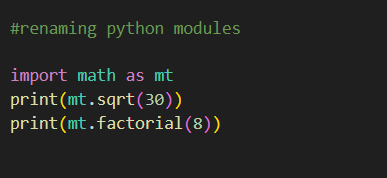 #renaming python modules
import math as mt
print(mt.sqrt(30))
print(mt.factorial(8))